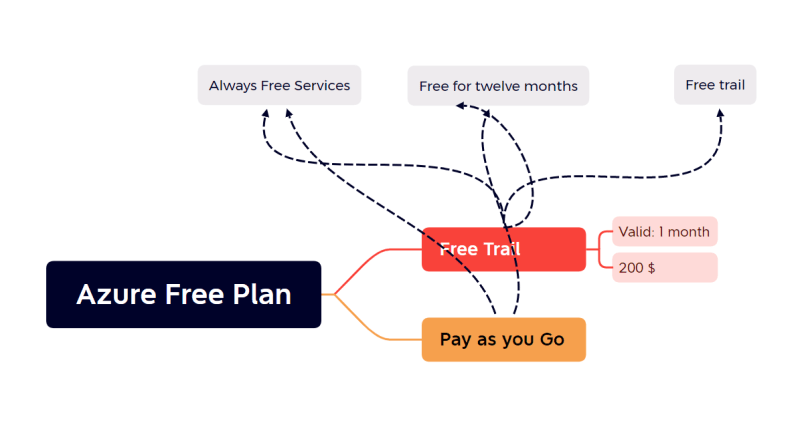 Always Free Services
Free for twelve months
Free trail
Free Trail
Valid: 1 month
200 $
Azure Free Plan
Pay as you Go